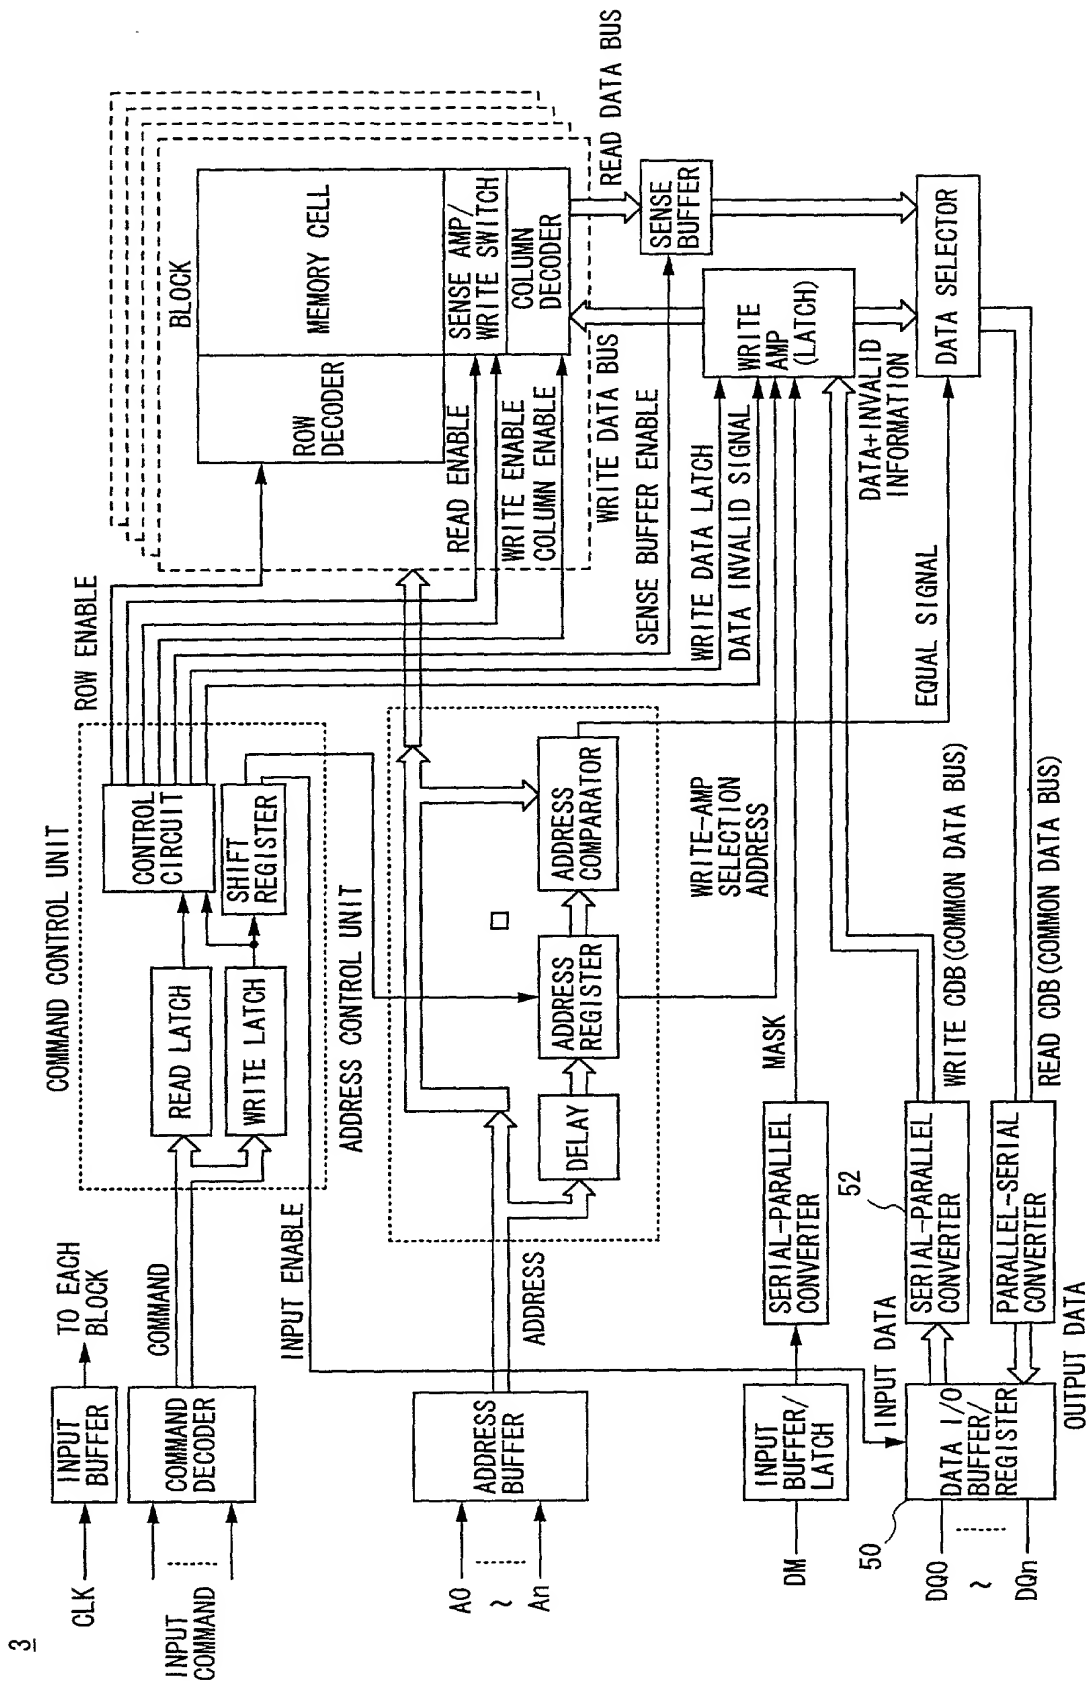 3
CLK
INPUT
BUFFER
TO EACH
BLOCK
INPUT
COMMAND
COMMAND
DECODER
COMMAND
COMMAND CONTROL UNIT
READ LATCH
WRITE LATCH
CONTROL
CIRCUIT
SHIFT
REGISTER
INPUT ENABLE
ROW ENABLE
BLOCK
MEMORY CELL
ROW
DECODER
SENSE AMP/
WRITE SWITCH
COLUMN
DECODER
READ ENABLE
WRITE ENABLE
COLUMN ENABLE
WRITE DATA BUS
SENSE BUFFER ENABLE
READ DATA BUS
SENSE
BUFFER
A0
~
An
ADDRESS
BUFFER
ADDRESS
ADDRESS CONTROL UNIT
DELAY
ADDRESS
REGISTER
ADDRESS
COMPARATOR
WRITE-AMP
SELECTION
ADDRESS
WRITE DATA LATCH
DATA INVALID SIGNAL
WRITE
AMP
(LATCH)
DATA+INVALID
INFORMATION
EQUAL SIGNAL
DATA SELECTOR
DM
INPUT
BUFFER/
LATCH
SERIAL-PARALLEL
CONVERTER
MASK
50
DQ0
~
DQn
DATA I/O
BUFFER/
REGISTER
INPUT DATA
OUTPUT DATA
52
SERIAL-PARALLEL
CONVERTER
PARALLEL-SERIAL
CONVERTER
WRITE CDB(COMMON DATA BUS)
READ CDB(COMMON DATA BUS)